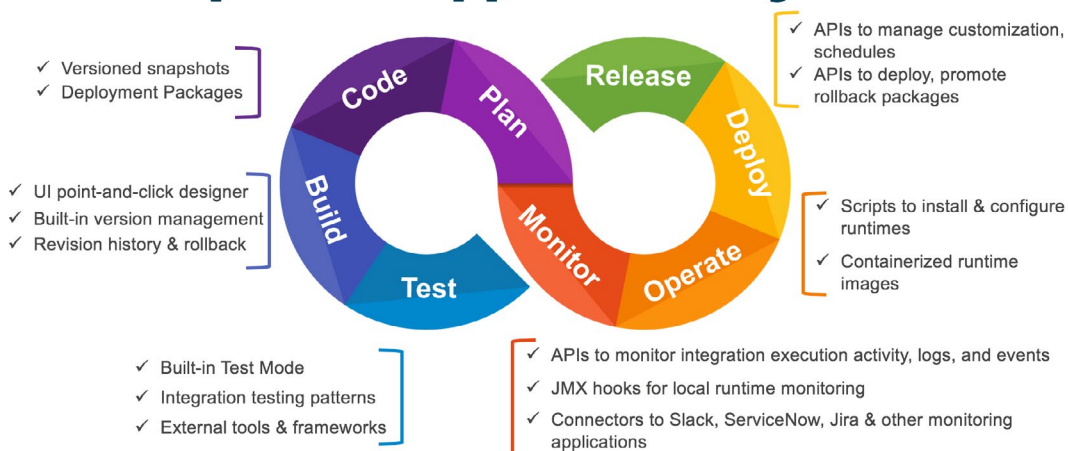 Code
Plan
Release
Deploy
Build
Test
Monitor
Operate
✓ Versioned snapshots
✓ Deployment Packages
✓ UI point-and-click designer
✓ Built-in version management
✓ Revision history & rollback
✓ Built-in Test Mode
✓ Integration testing patterns
✓ External tools & frameworks
✓ APIs to manage customization,
schedules
✓ APIs to deploy, promote
rollback packages
✓ Scripts to install & configure
runtimes
✓ Containerized runtime
images
✓ APIs to monitor integration execution activity, logs, and events
✓ JMX hooks for local runtime monitoring
✓ Connectors to Slack, ServiceNow, Jira & other monitoring
applications